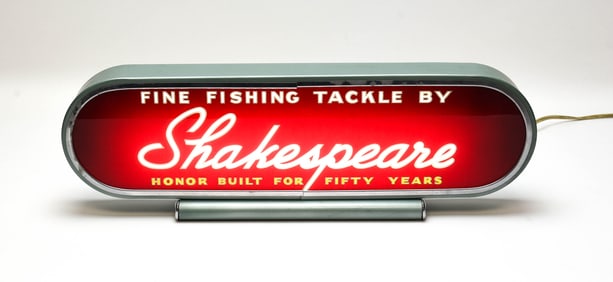 FINE FISHING TACKLE BY
Shakespeare
HONOR BUILT FOR FIFTY YEARS